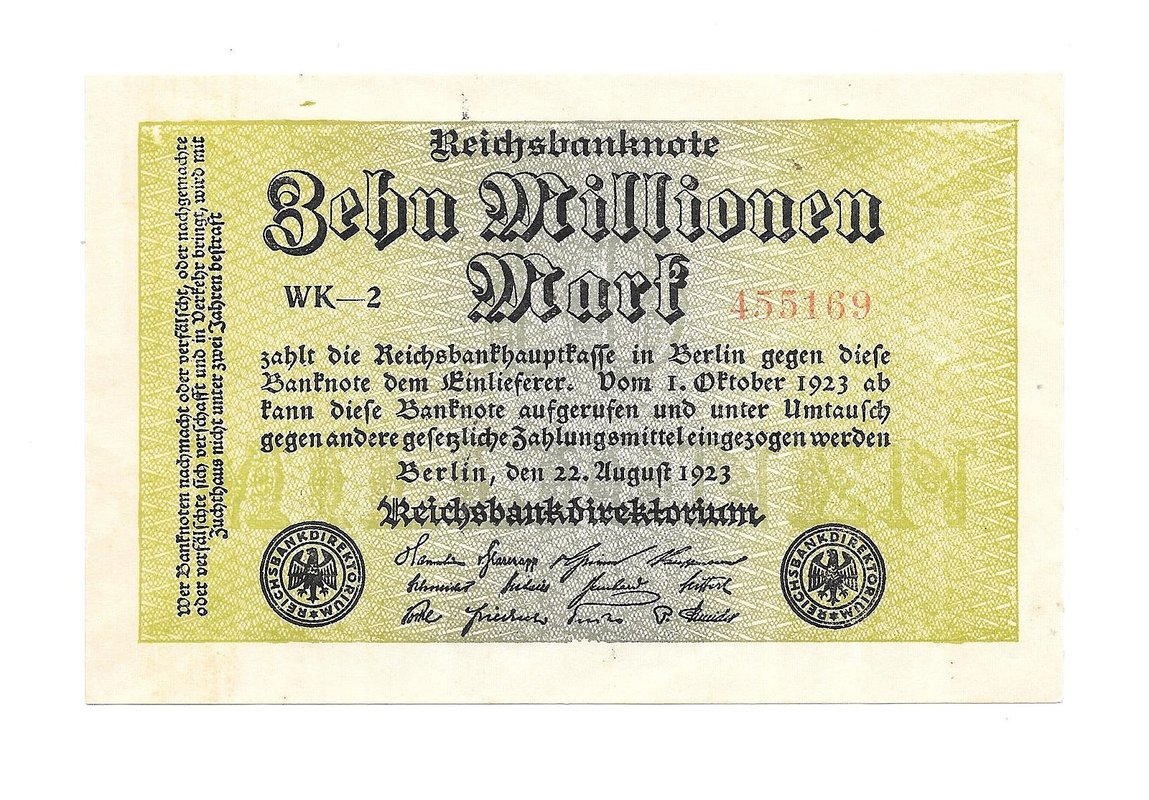 Reichsbanknote
Zehn Millionen
Mark
WK—2
455169
zahlt die Reichsbankhauptkasse in Berlin gegen diese
Banknote dem Einlieferer. Vom 1. Oktober 1923 ab
kann diese Banknote aufgerufen und unter Umtausch
gegen andere gesetzliche Zahlungsmittel eingezogen werden
Berlin, den 22. August 1923
Reichsbankdirektorium
REICHSBANKDIREKTORIUM
REICHSBANKDIREKTORIUM
Wer Banknoten nachmacht oder verfälscht, oder nachgemachte
oder verfälschte sich verschafft und in Verkehr bringt, wird mit
Zuchthaus nicht unter zwei Jahren bestraft